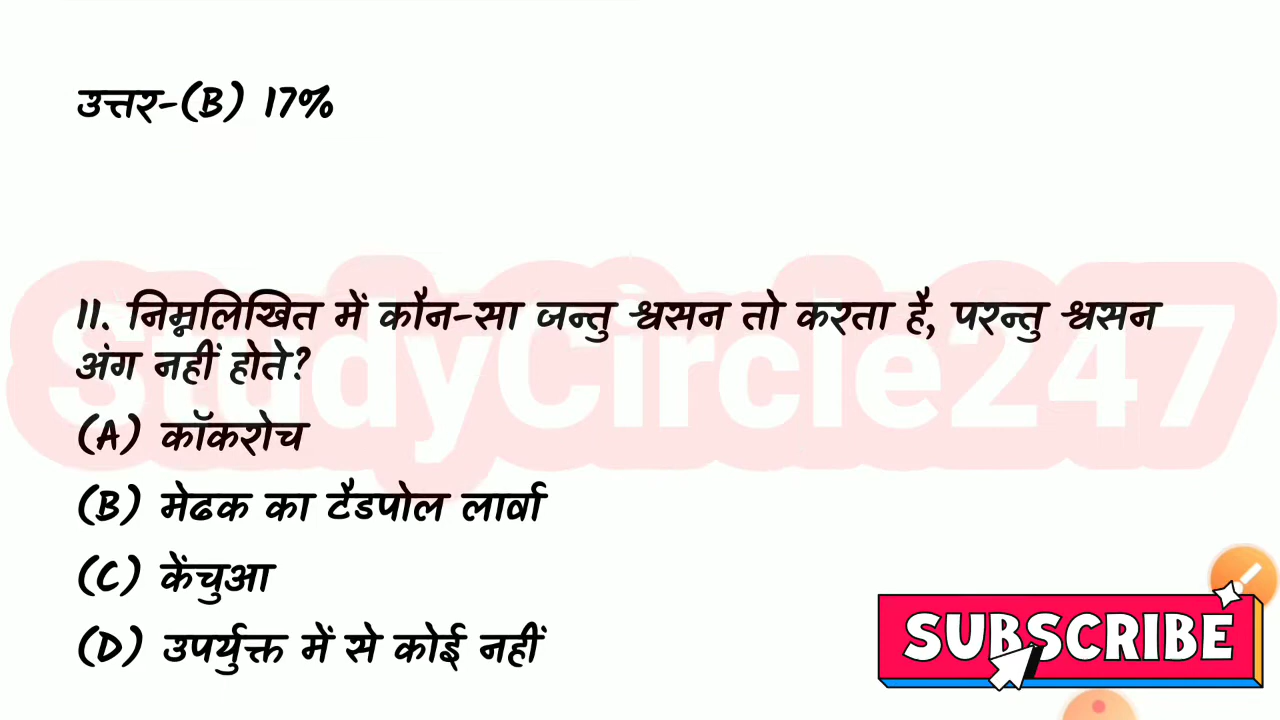 उत्तर-(B) 17%
StudyCircle247
11. निम्नलिखित में कौन-सा जन्तु श्वसन तो करता है, परन्तु श्वसन
अंग नहीं होते?
(A) कॉकरोच
(B) मेढक का टैडपोल लार्वा
(C) केंचुआ
(D) उपर्युक्त में से कोई नहीं
SUBSCRIBE